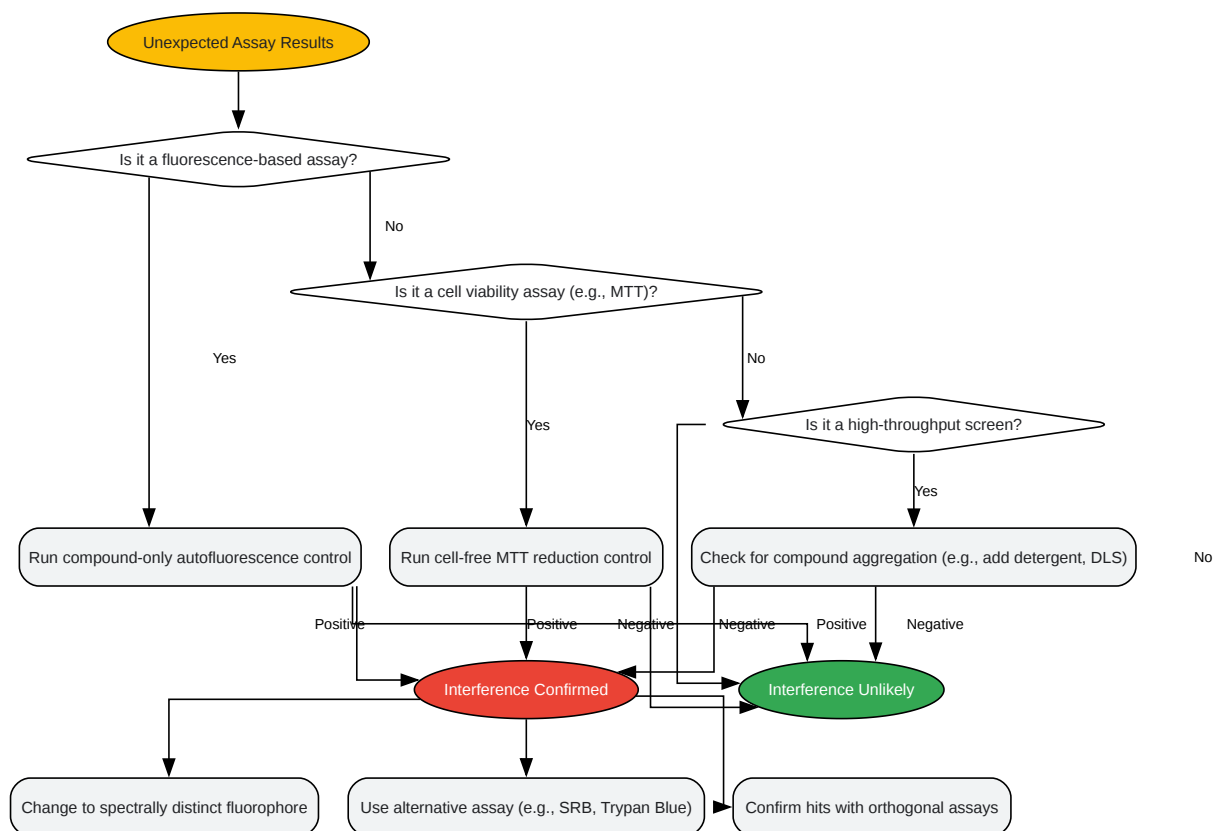 Unexpected Assay Results
Is it a fluorescence-based assay?
No
Is it a cell viability assay (e.g., MTT)?
Yes
No
Yes
Is it a high-throughput screen?
Yes
Run compound-only autofluorescence control
Run cell-free MTT reduction control
Check for compound aggregation (e.g., add detergent, DLS)
No
Positive
Positive
Negative
Negative
Positive
Negative
Interference Confirmed
Interference Unlikely
Change to spectrally distinct fluorophore
Use alternative assay (e.g., SRB, Trypan Blue)
Confirm hits with orthogonal assays